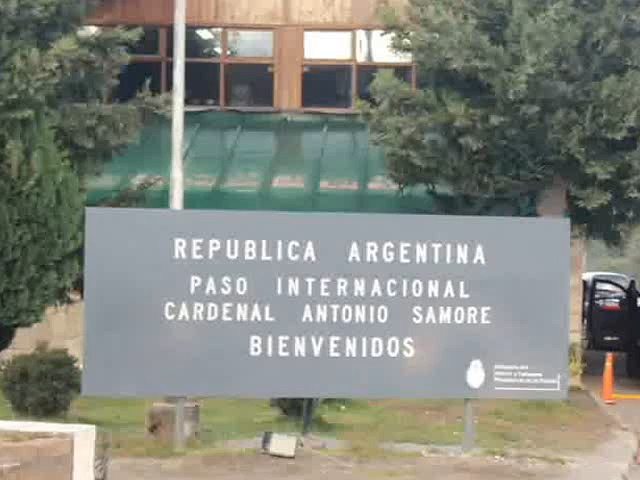 REPUBLICA ARGENTINA
PASO INTERNACIONAL
CARDENAL ANTONIO SAMORE
BIENVENIDOS